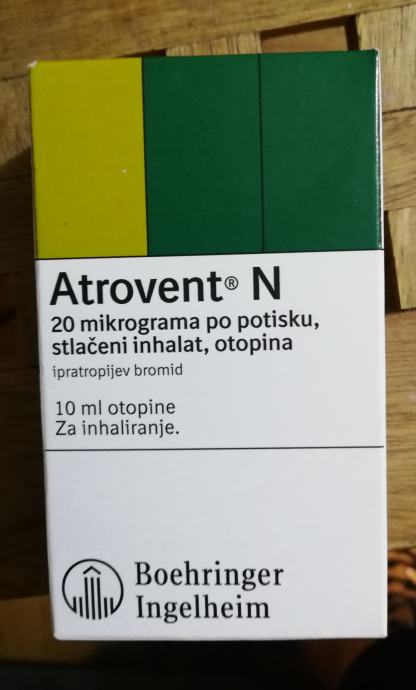 Atrovent® N
20 mikrograma po potisku,
stlačeni inhalat, otopina
ipratropijev bromid
10 ml otopine
Za inhaliranje.
Boehringer
Ingelheim